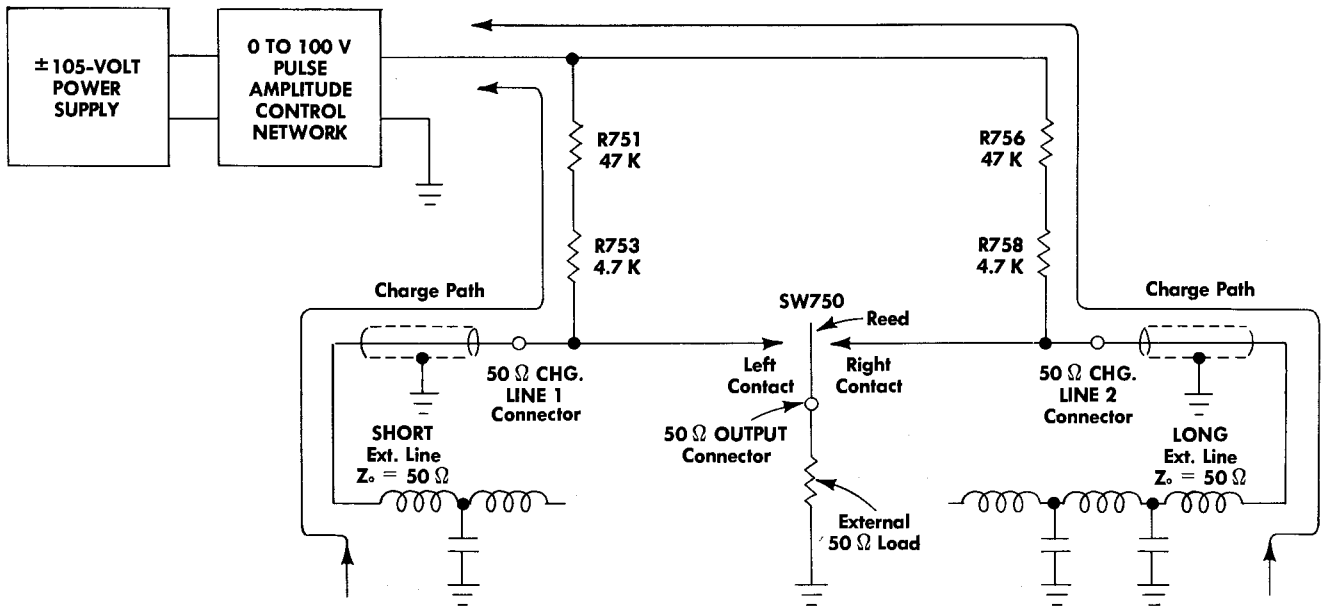 ± 105-VOLT
POWER
SUPPLY
0 TO 100 V
PULSE
AMPLITUDE
CONTROL
NETWORK
R751
47 K
R756
47 K
R753
4.7 K
R758
4.7 K
Charge Path
SW750
Reed
Charge Path
Left
Contact
Right
Contact
50 Ω CHG.
LINE 1
Connector
50 Ω CHG.
LINE 2
Connector
SHORT
Ext. Line
Zₒ = 50 Ω
50 Ω OUTPUT
Connector
LONG
Ext. Line
Zₒ = 50 Ω
External
50 Ω Load